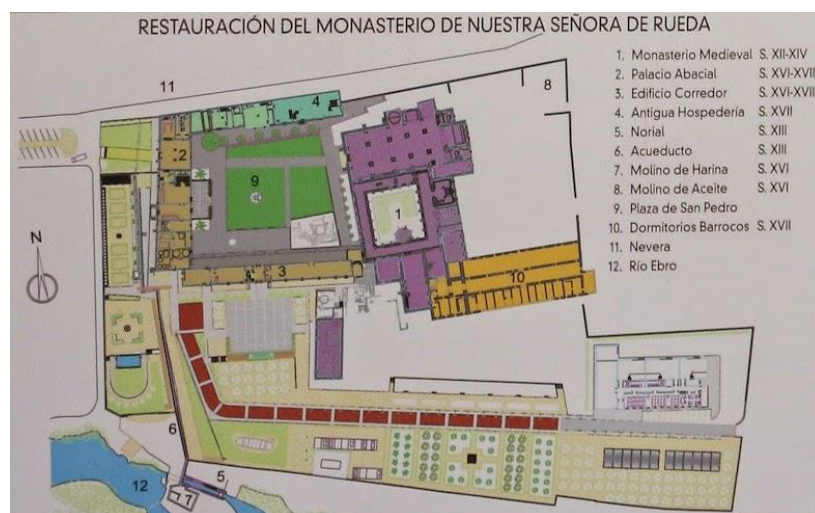 RESTAURACIÓN DEL MONASTERIO DE NUESTRA SEÑORA DE RUEDA
1. Monasterio Medieval S. XII-XIV
2. Palacio Abacial S. XVI-XVII
3. Edificio Corredor S. XVI-XVII
4. Antigua Hospedería S. XVII
5. Norial S. XIII
6. Acueducto S. XIII
7. Molino de Harina S. XVI
8. Molino de Aceite S. XVI
9. Plaza de San Pedro
10. Dormitorios Barrocos S. XVII
11. Nevera
12. Río Ebro
11
8
4
2
9
1
N
3
10
6
5
12
7